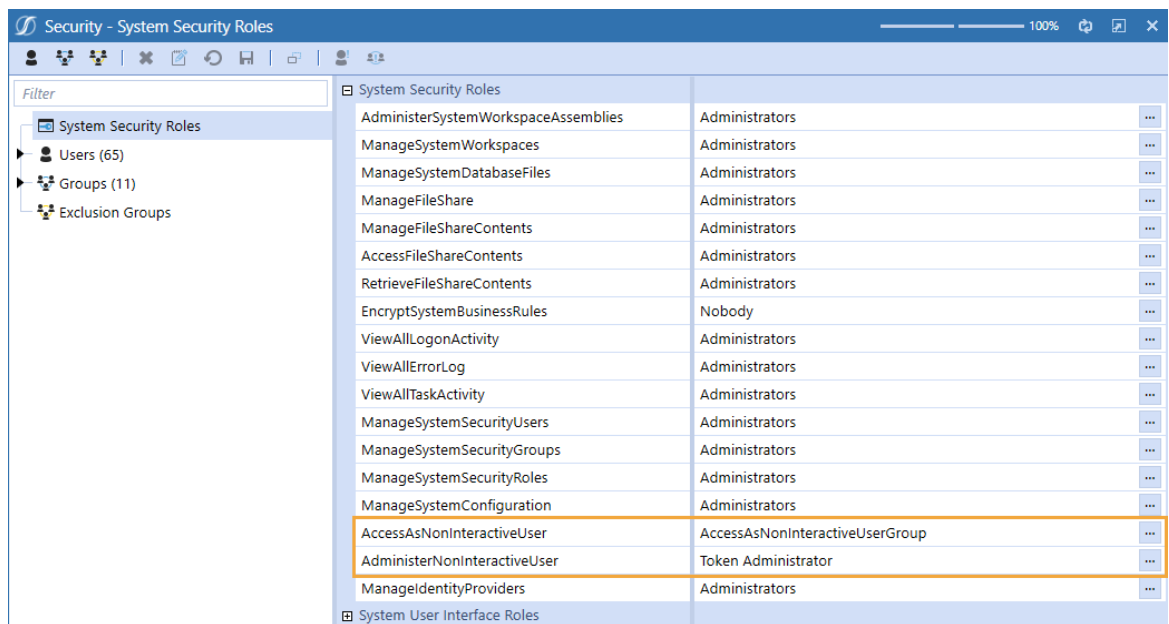 Security - System Security Roles
100%
Filter
System Security Roles
Users (65)
Groups (11)
Exclusion Groups
System Security Roles
AdministerSystemWorkspaceAssemblies Administrators
ManageSystemWorkspaces Administrators
ManageSystemDatabaseFiles Administrators
ManageFileShare Administrators
ManageFileShareContents Administrators
AccessFileShareContents Administrators
RetrieveFileShareContents Administrators
EncryptSystemBusinessRules Nobody
ViewAllLogonActivity Administrators
ViewAllErrorLog Administrators
ViewAllTaskActivity Administrators
ManageSystemSecurityUsers Administrators
ManageSystemSecurityGroups Administrators
ManageSystemSecurityRoles Administrators
ManageSystemConfiguration Administrators
AccessAsNonInteractiveUser AccessAsNonInteractiveUserGroup
AdministerNonInteractiveUser Token Administrator
ManageIdentityProviders Administrators
System User Interface Roles